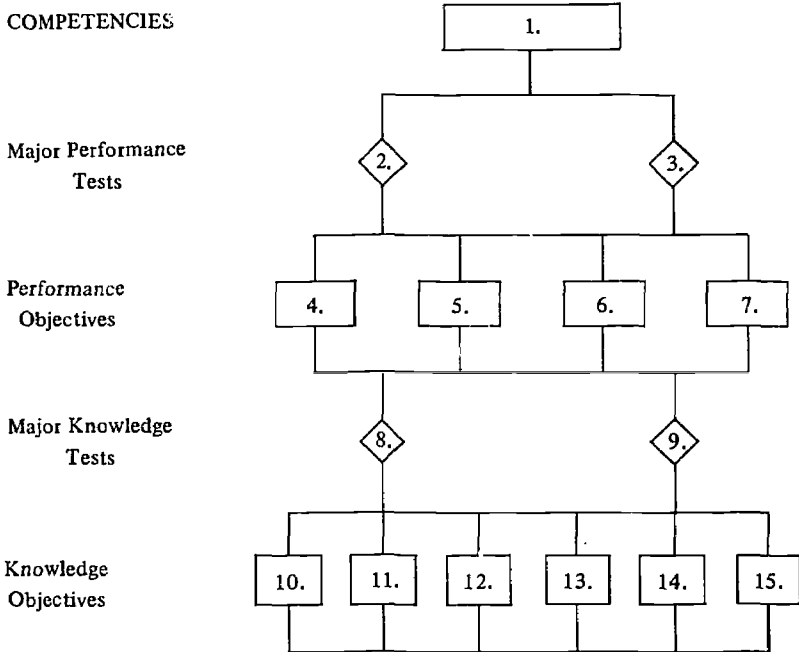 COMPETENCIES
1.
Major Performance
Tests
2.
3.
Performance
Objectives
4.
5.
6.
7.
Major Knowledge
Tests
8.
9.
Knowledge
Objectives
10.
11.
12.
13.
14.
15.